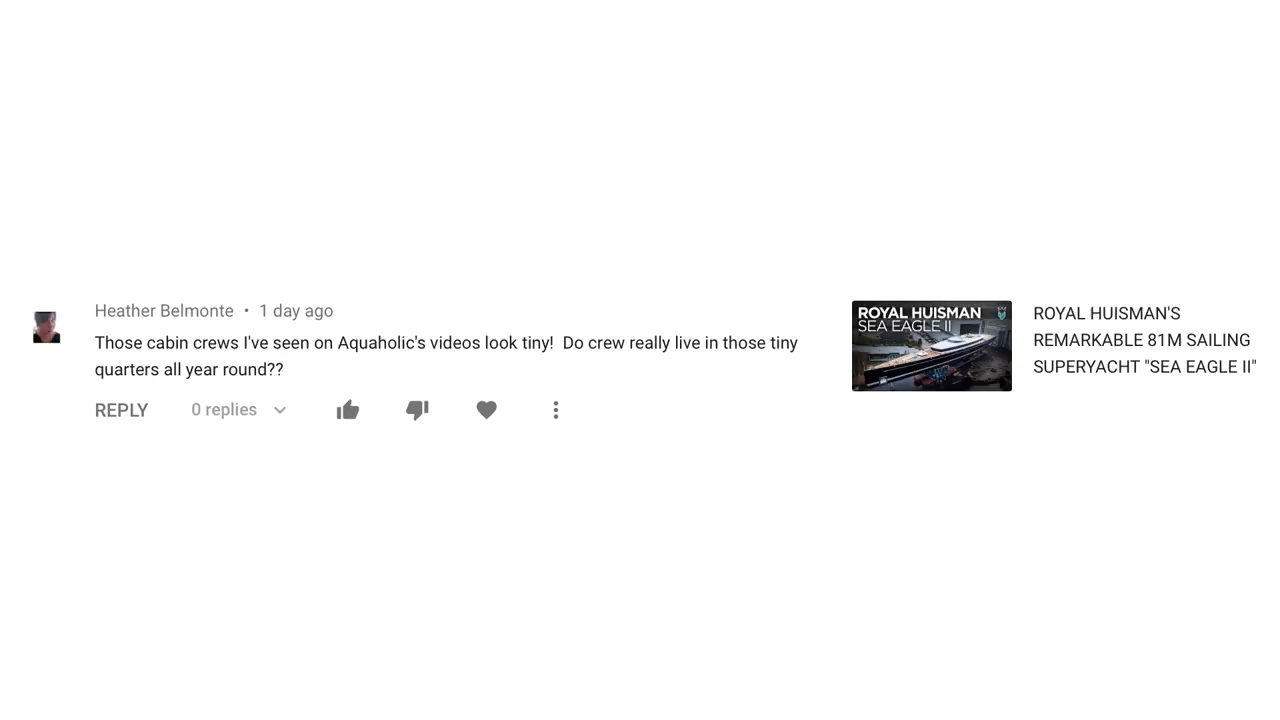 Heather Belmonte • 1 day ago
Those cabin crews I've seen on Aquaholic's videos look tiny!  Do crew really live in those tiny
quarters all year round??
REPLY 0 replies
ROYAL HUISMAN
SEA EAGLE II
ROYAL HUISMAN'S
REMARKABLE 81M SAILING
SUPERYACHT "SEA EAGLE II"